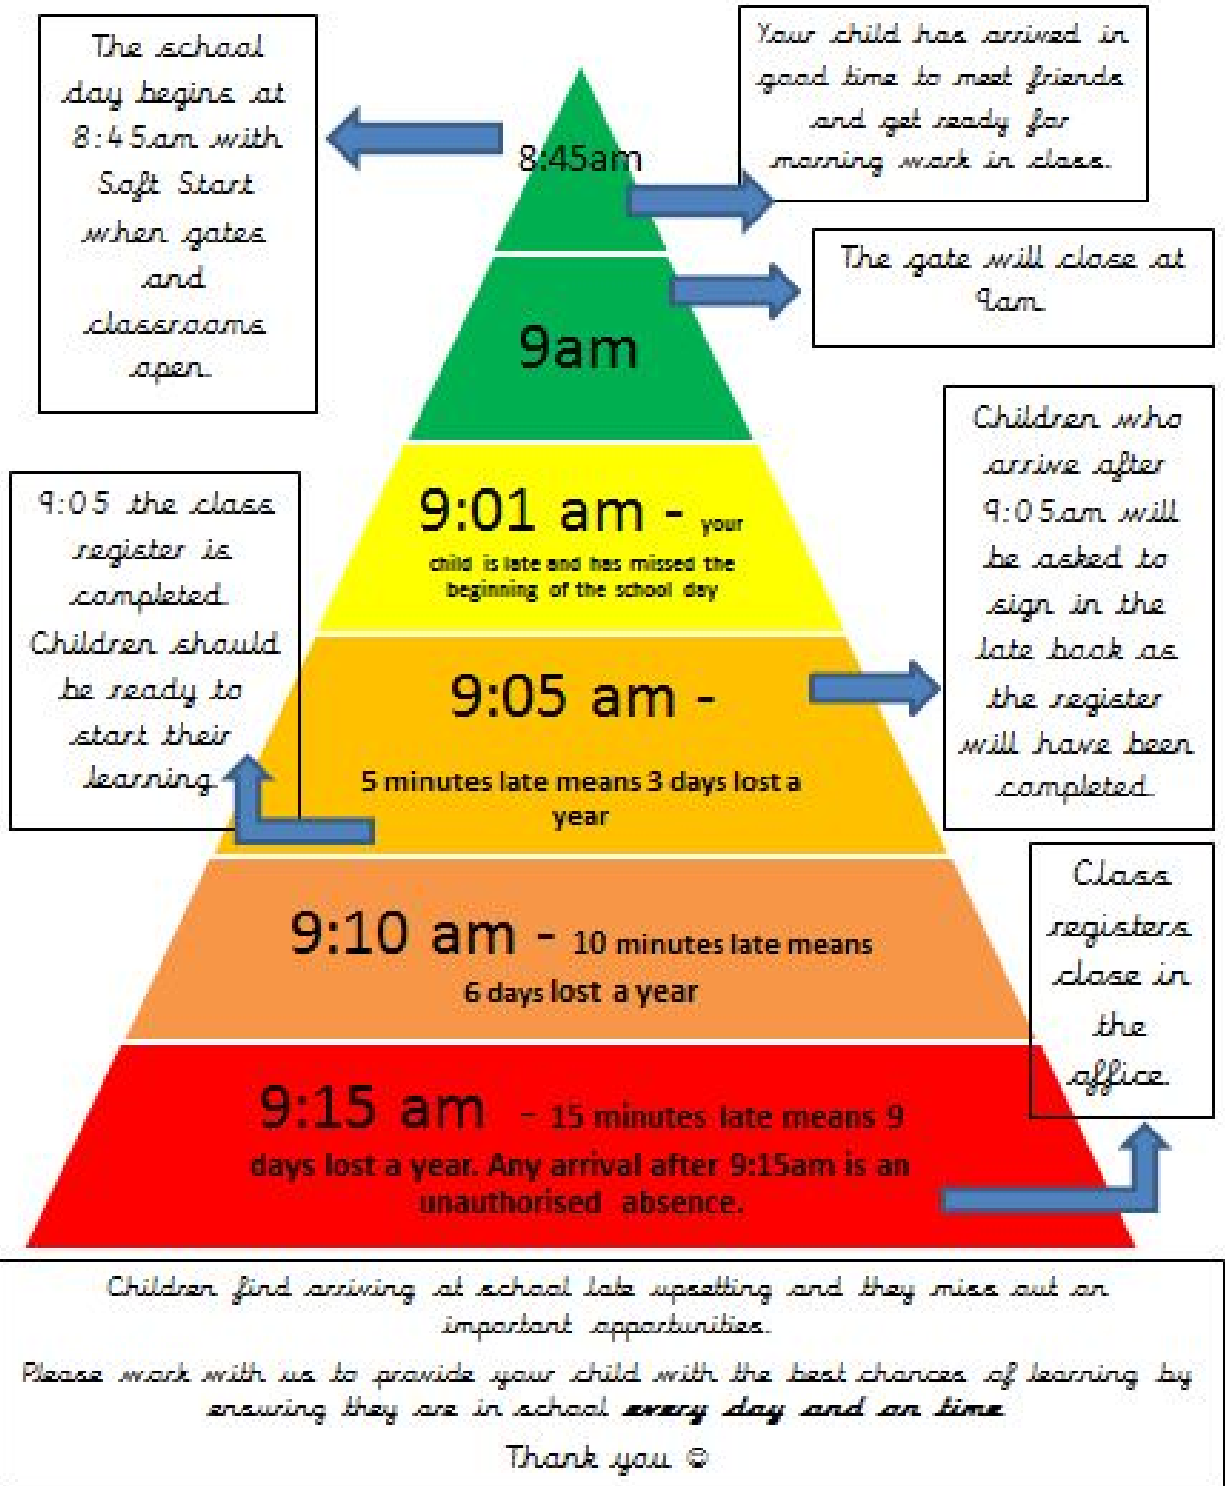 The school
day begins at
8:45am with
Soft Start
when gates
and
classrooms
open.
Your child has arrived in
good time to meet friends
and get ready for
morning work in class.
8:45am
The gate will close at
9am
9am
9:01 am - your
child is late and has missed the
beginning of the school day
Children who
arrive after
9:05am will
be asked to
sign in the
late book as
the register
will have been
completed.
9:05 the class
register is
completed.
Children should
be ready to
start their
learning.
9:05 am -
5 minutes late means 3 days lost a
year
9:10 am - 10 minutes late means
6 days lost a year
Class
registers
close in
the
office.
9:15 am - 15 minutes late means 9
days lost a year. Any arrival after 9:15am is an
unauthorised absence.
Children find arriving at school late upsetting and they miss out on
important opportunities.
Please work with us to provide your child with the best chances of learning by
ensuring they are in school every day and on time
Thank you ☺